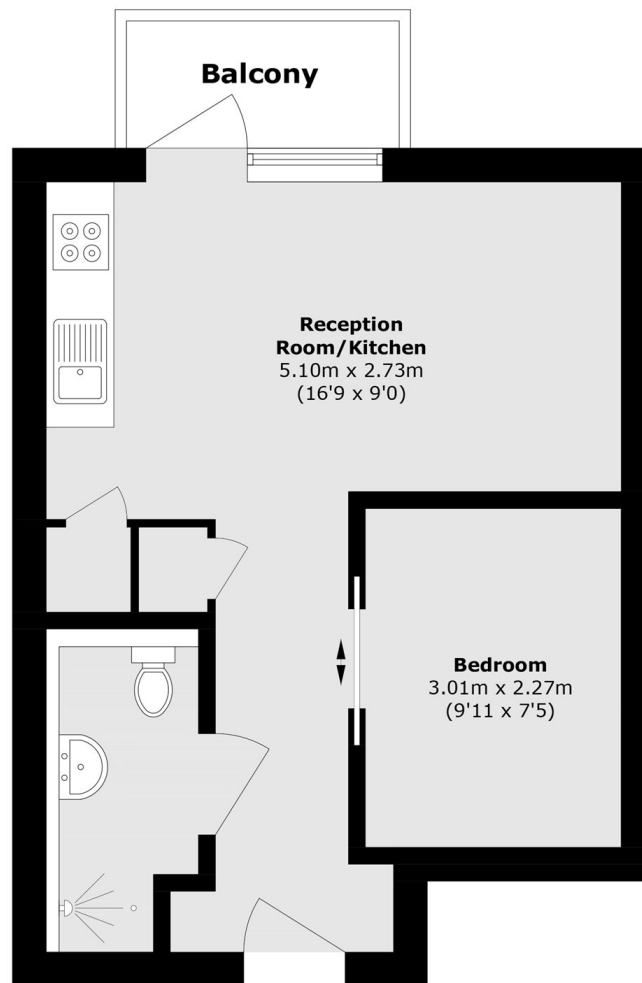 Balcony
Reception
Room/Kitchen
5.10m x 2.73m
(16'9 x 9'0)
Bedroom
3.01m x 2.27m
(9'11 x 7'5)